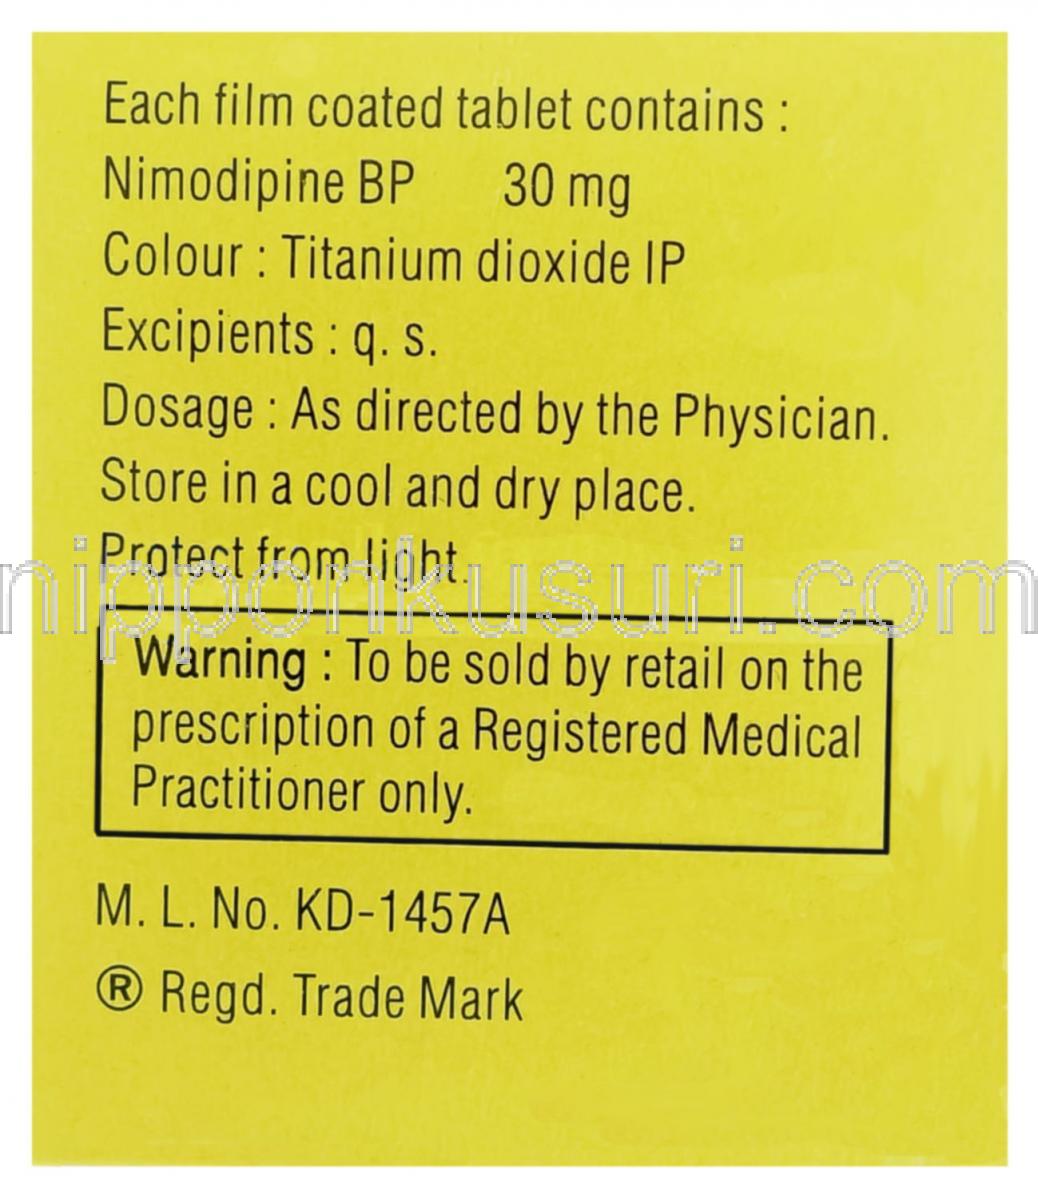 Each film coated tablet contains :
Nimodipine BP 30 mg
Colour : Titanium dioxide IP
Excipients : q. s.
Dosage : As directed by the Physician.
Store in a cool and dry place.
Protect from light.
nipponkusuri.com
Warning : To be sold by retail on the
prescription of a Registered Medical
Practitioner only.
M. L. No. KD-1457A
® Regd. Trade Mark